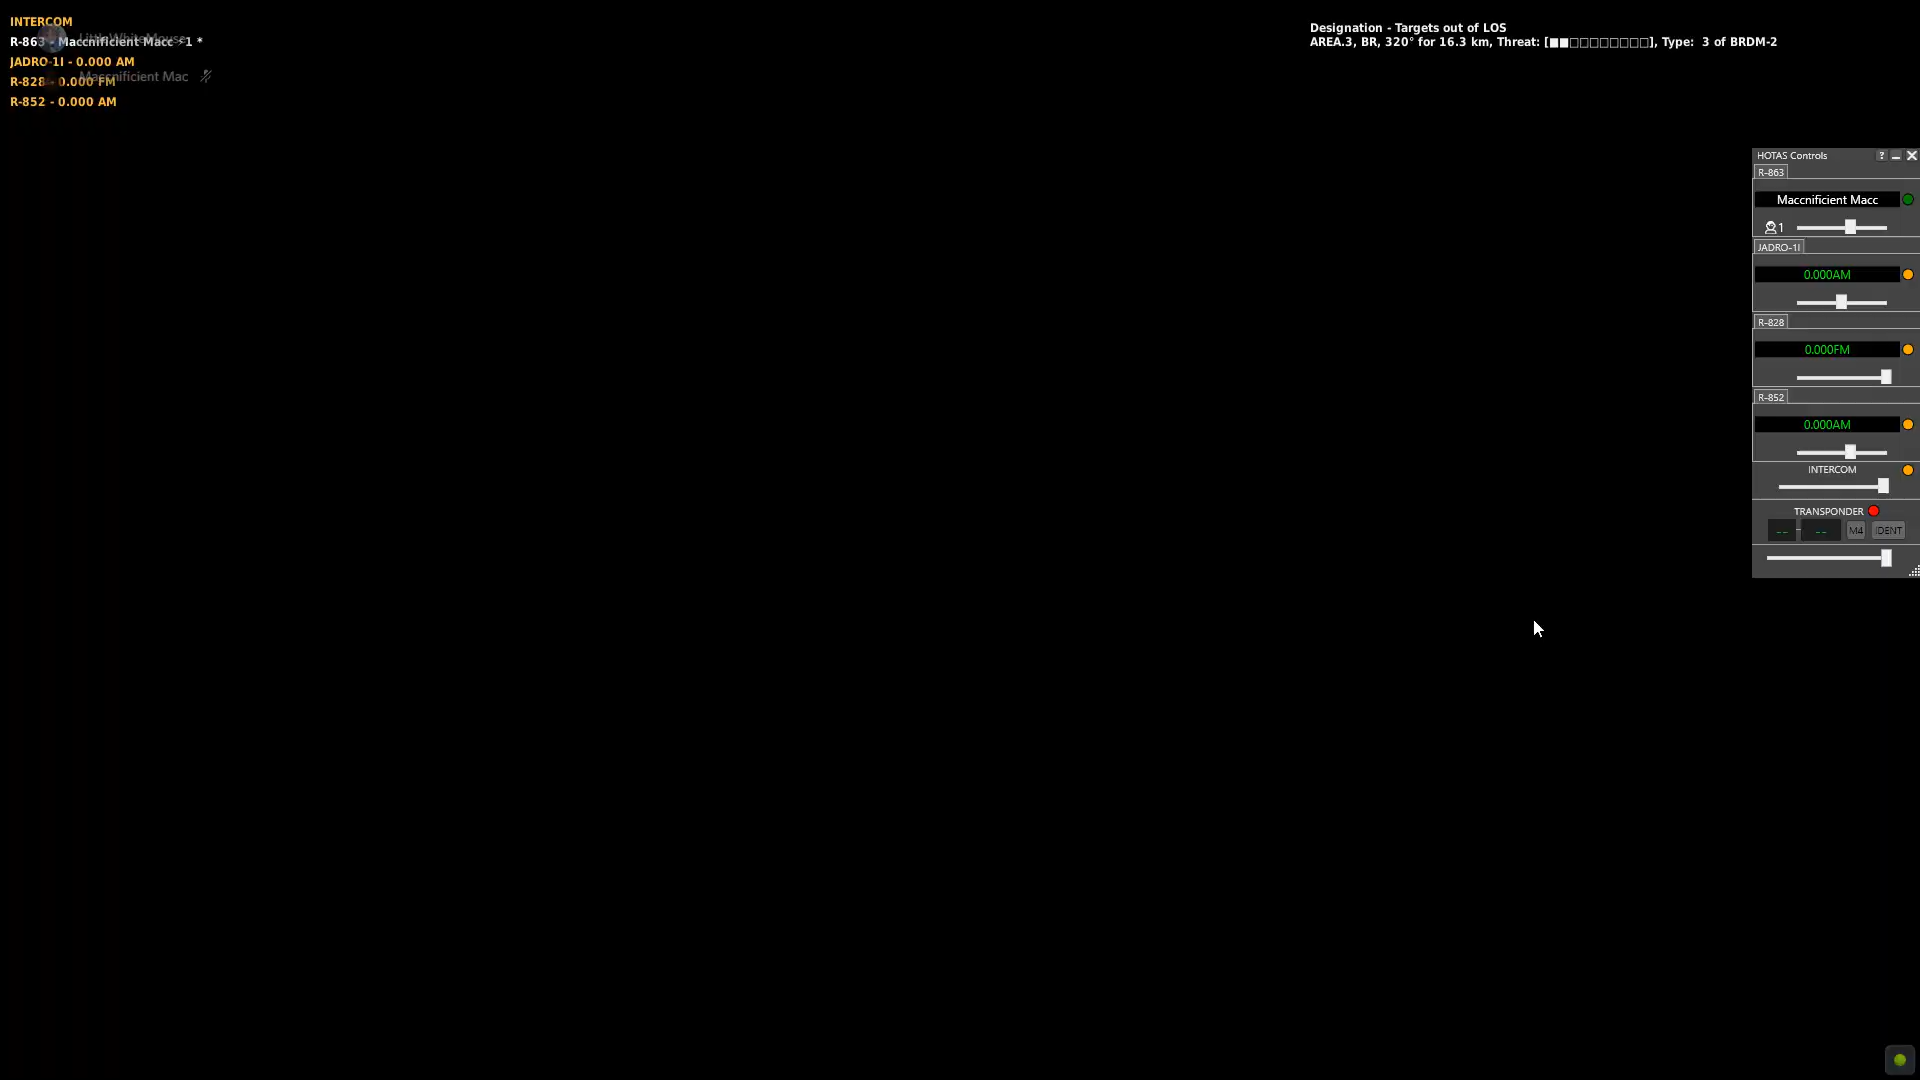 INTERCOM
LittleWhiteMouse
R-863 - Maccnificient Macc 1 *
JADRO-1I - 0.000 AM
Maccnificient Mac
R-828 - 0.000 FM
R-852 - 0.000 AM
Designation - Targets out of LOS
AREA.3, BR, 320° for 16.3 km, Threat: [■■□□□□□□□□], Type: 3 of BRDM-2
HOTAS Controls ?
R-863
Maccnificient Macc
1
JADRO-1I
0.000AM
R-828
0.000FM
R-852
0.000AM
INTERCOM
TRANSPONDER
-- - -- M4 IDENT